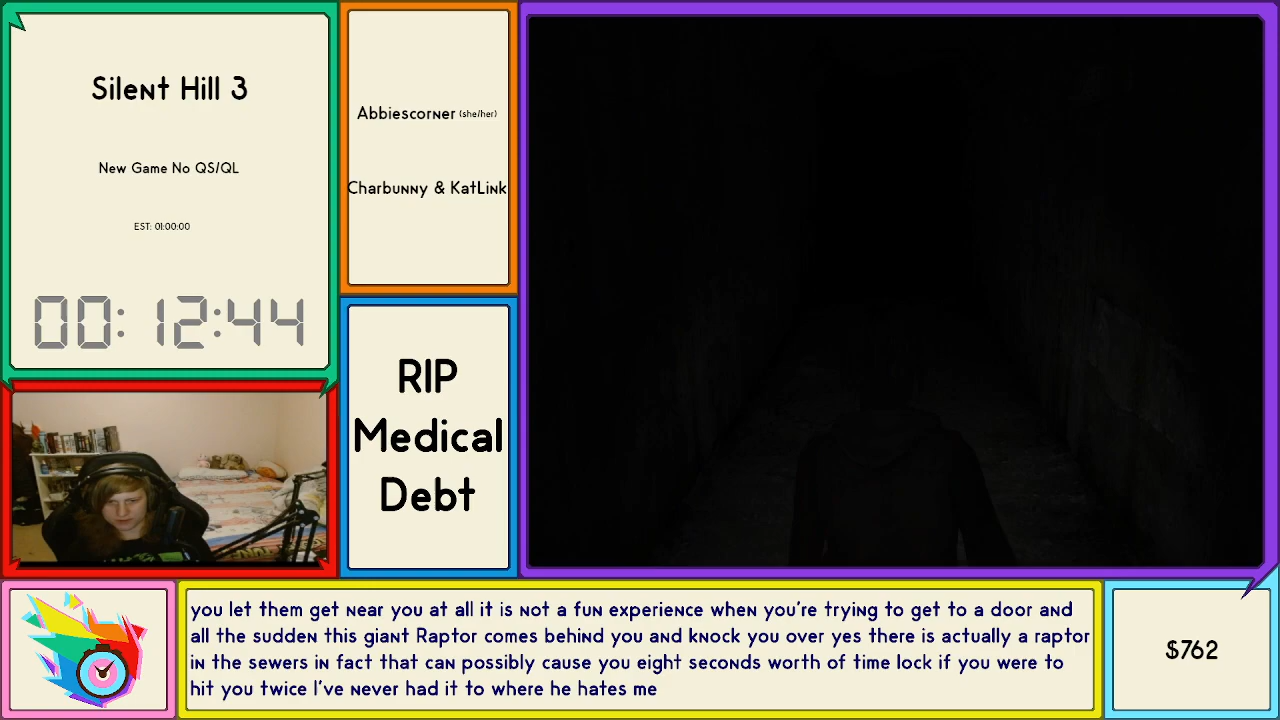 Silent Hill 3
New Game No QS/QL
EST: 01:00:00
00:12:44
Abbiescorner (she/her)
Charbunny & KatLink
RIP
Medical
Debt
you let them get near you at all it is not a fun experience when you're trying to get to a door and
all the sudden this giant Raptor comes behind you and knock you over yes there is actually a raptor
in the sewers in fact that can possibly cause you eight seconds worth of time lock if you were to
hit you twice I've never had it to where he hates me
$762